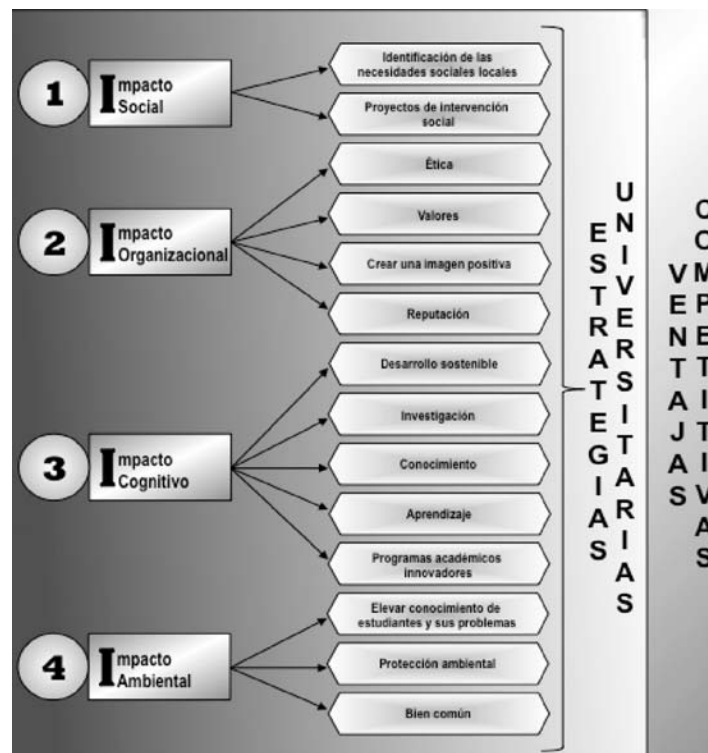 1
Impacto
Social
Identificación de las
necesidades sociales locales
Proyectos de intervención
social
2
Impacto
Organizacional
Ética
Valores
Crear una imagen positiva
Reputación
3
Impacto
Cognitivo
Desarrollo sostenible
Investigación
Conocimiento
Aprendizaje
Programas académicos
innovadores
4
Impacto
Ambiental
Elevar conocimiento de
estudiantes y sus problemas
Protección ambiental
Bien común
ESTRATEGIAS
UNIVERSITARIAS
VENTAJAS
COMPETITIVAS